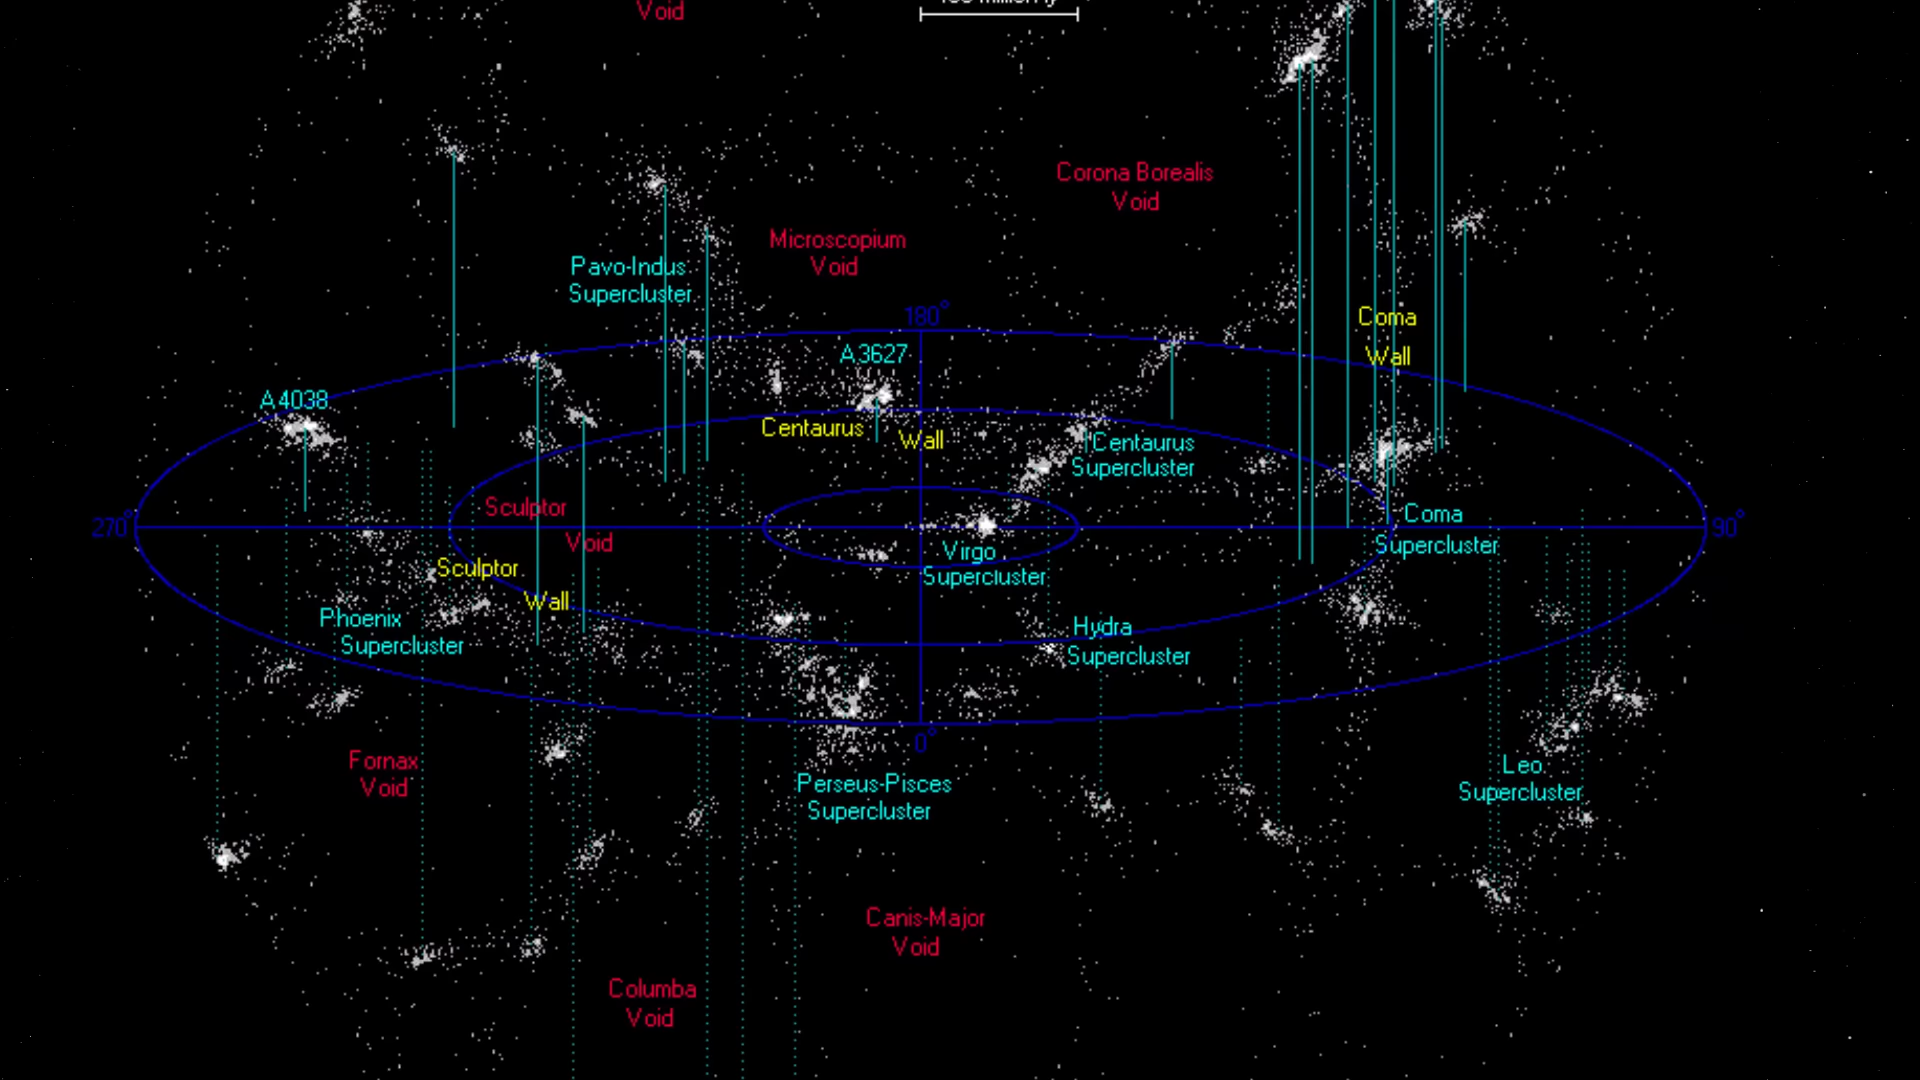 Void
Corona Borealis
Void
Microscopium
Void
Pavo-Indus
Supercluster
180°
Coma
Wall
A3627
A4038
Centaurus
Wall
Centaurus
Supercluster
Sculptor
Void
270°
90°
Coma
Supercluster
Virgo
Supercluster
Sculptor
Wall
Phoenix
Supercluster
Hydra
Supercluster
0°
Fornax
Void
Perseus-Pisces
Supercluster
Leo
Supercluster
Canis-Major
Void
Columba
Void